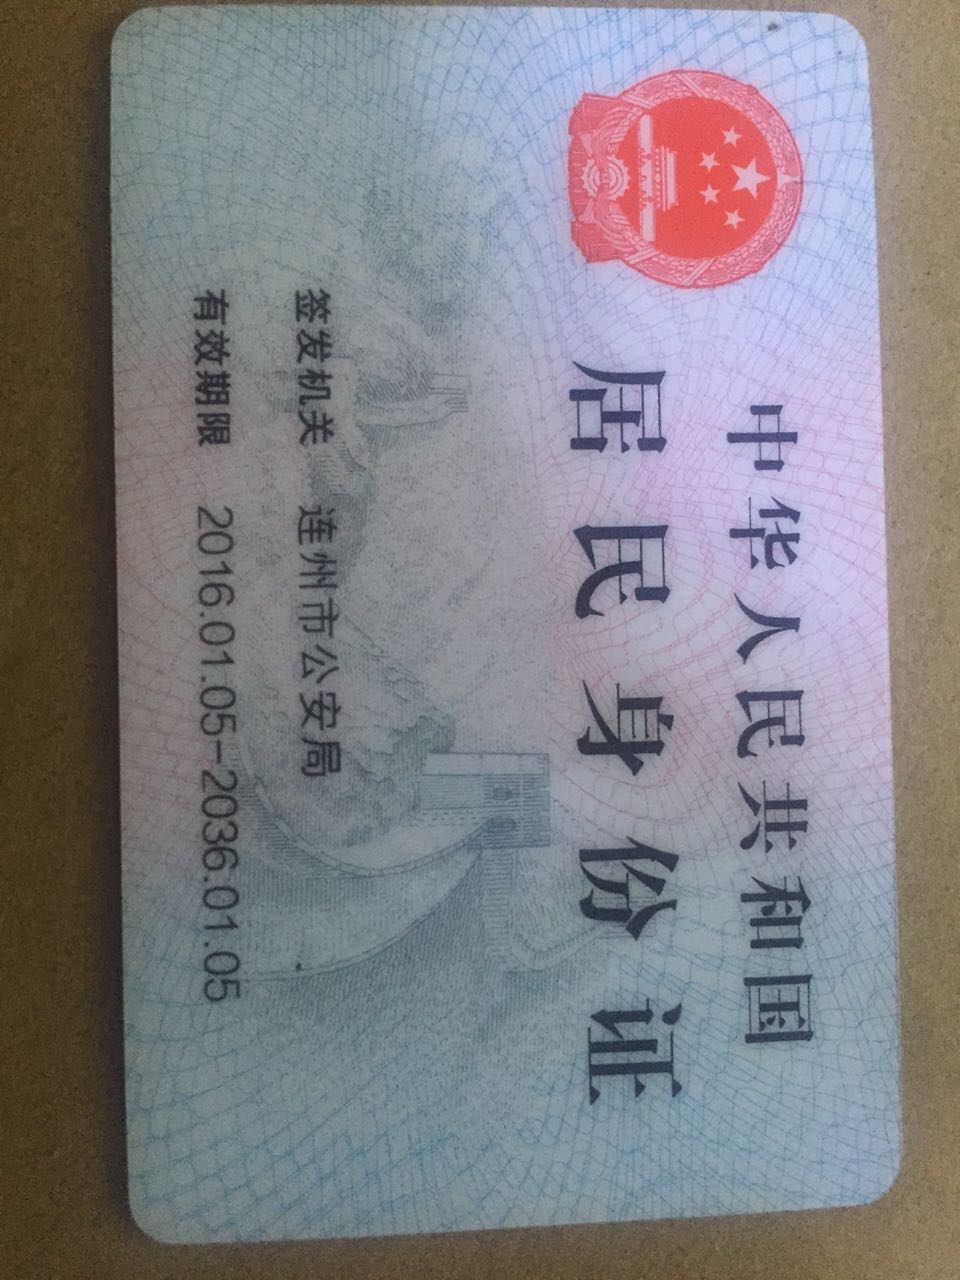 中华人民共和国
居民身份证
签发机关 连州市公安局
有效期限 2016.01.05-2036.01.05